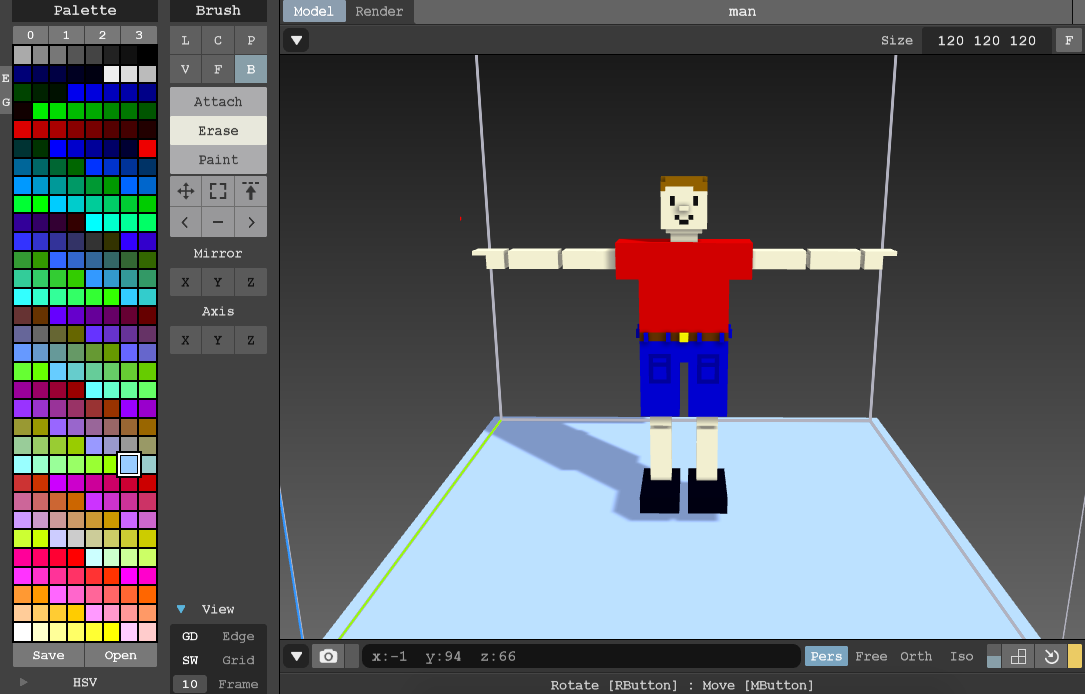 Palette
0 1 2 3
E
G
Save Open
HSV
Brush
L C P
V F B
Attach
Erase
Paint
< − >
Mirror
X Y Z
Axis
X Y Z
View
GD Edge
SW Grid
10 Frame
Model Render man
Size 120 120 120 F
x:-1 y:94 z:66 Pers Free Orth Iso
Rotate [RButton] : Move [MButton]